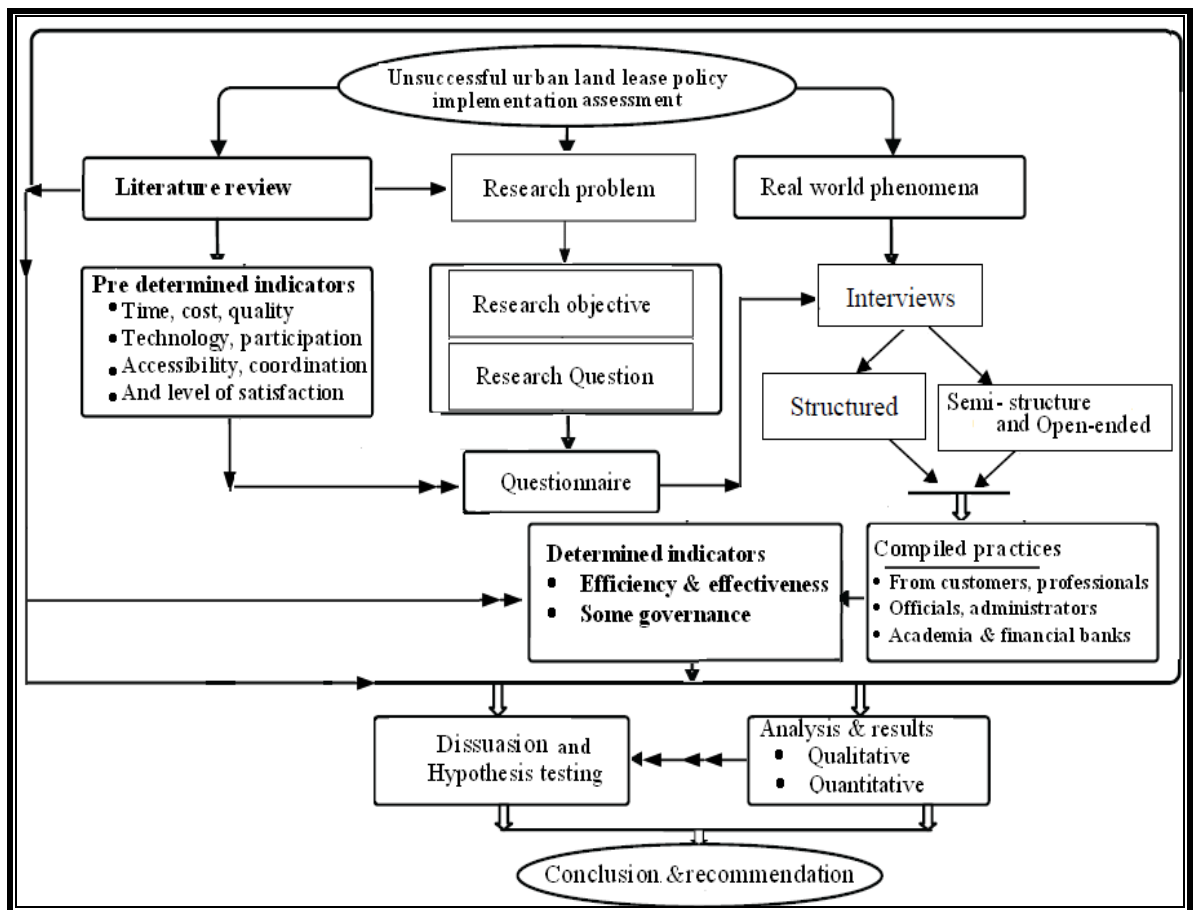 Unsuccessful urban land lease policy
implementation assessment
Literature review
Research problem
Real world phenomena
Pre determined indicators
• Time, cost, quality
• Technology, participation
• Accessibility, coordination
• And level of satisfaction
Research objective
Research Question
Interviews
Structured
Semi- structure
and Open-ended
Questionnaire
Determined indicators
• Efficiency & effectiveness
• Some governance
Compiled practices
• From customers, professionals
• Officials, administrators
• Academia & financial banks
Dissuasion and
Hypothesis testing
Analysis & results
• Qualitative
• Quantitative
Conclusion &recommendation